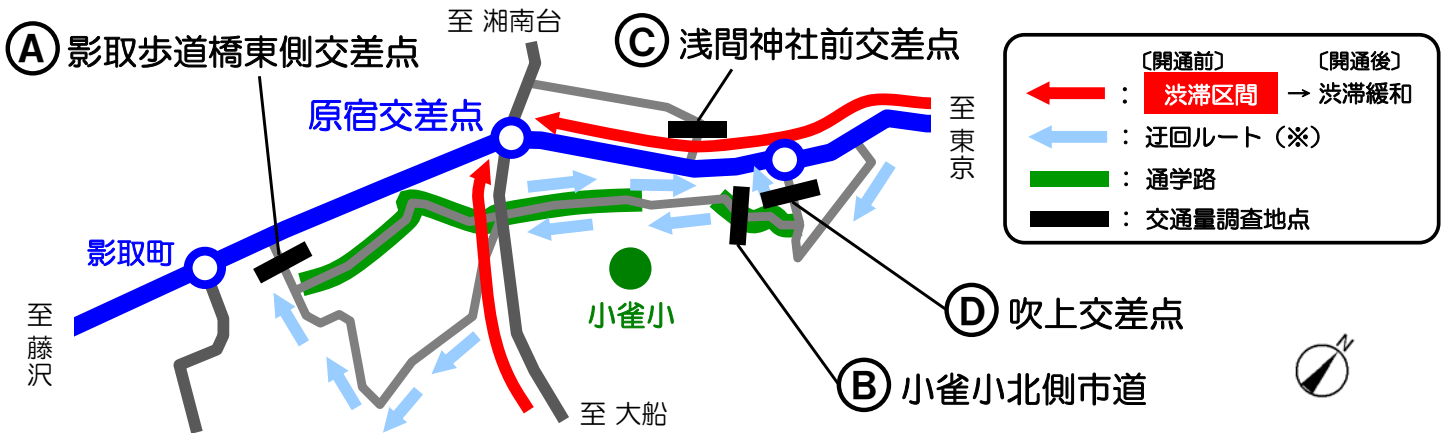 至 湘南台
A 影取歩道橋東側交差点
C 浅間神社前交差点
原宿交差点
至東京
影取町
至藤沢
小雀小
D 吹上交差点
B 小雀小北側市道
至 大船
N
〔開通前〕 〔開通後〕
： 渋滞区間 → 渋滞緩和
： 迂回ルート（※）
： 通学路
： 交通量調査地点